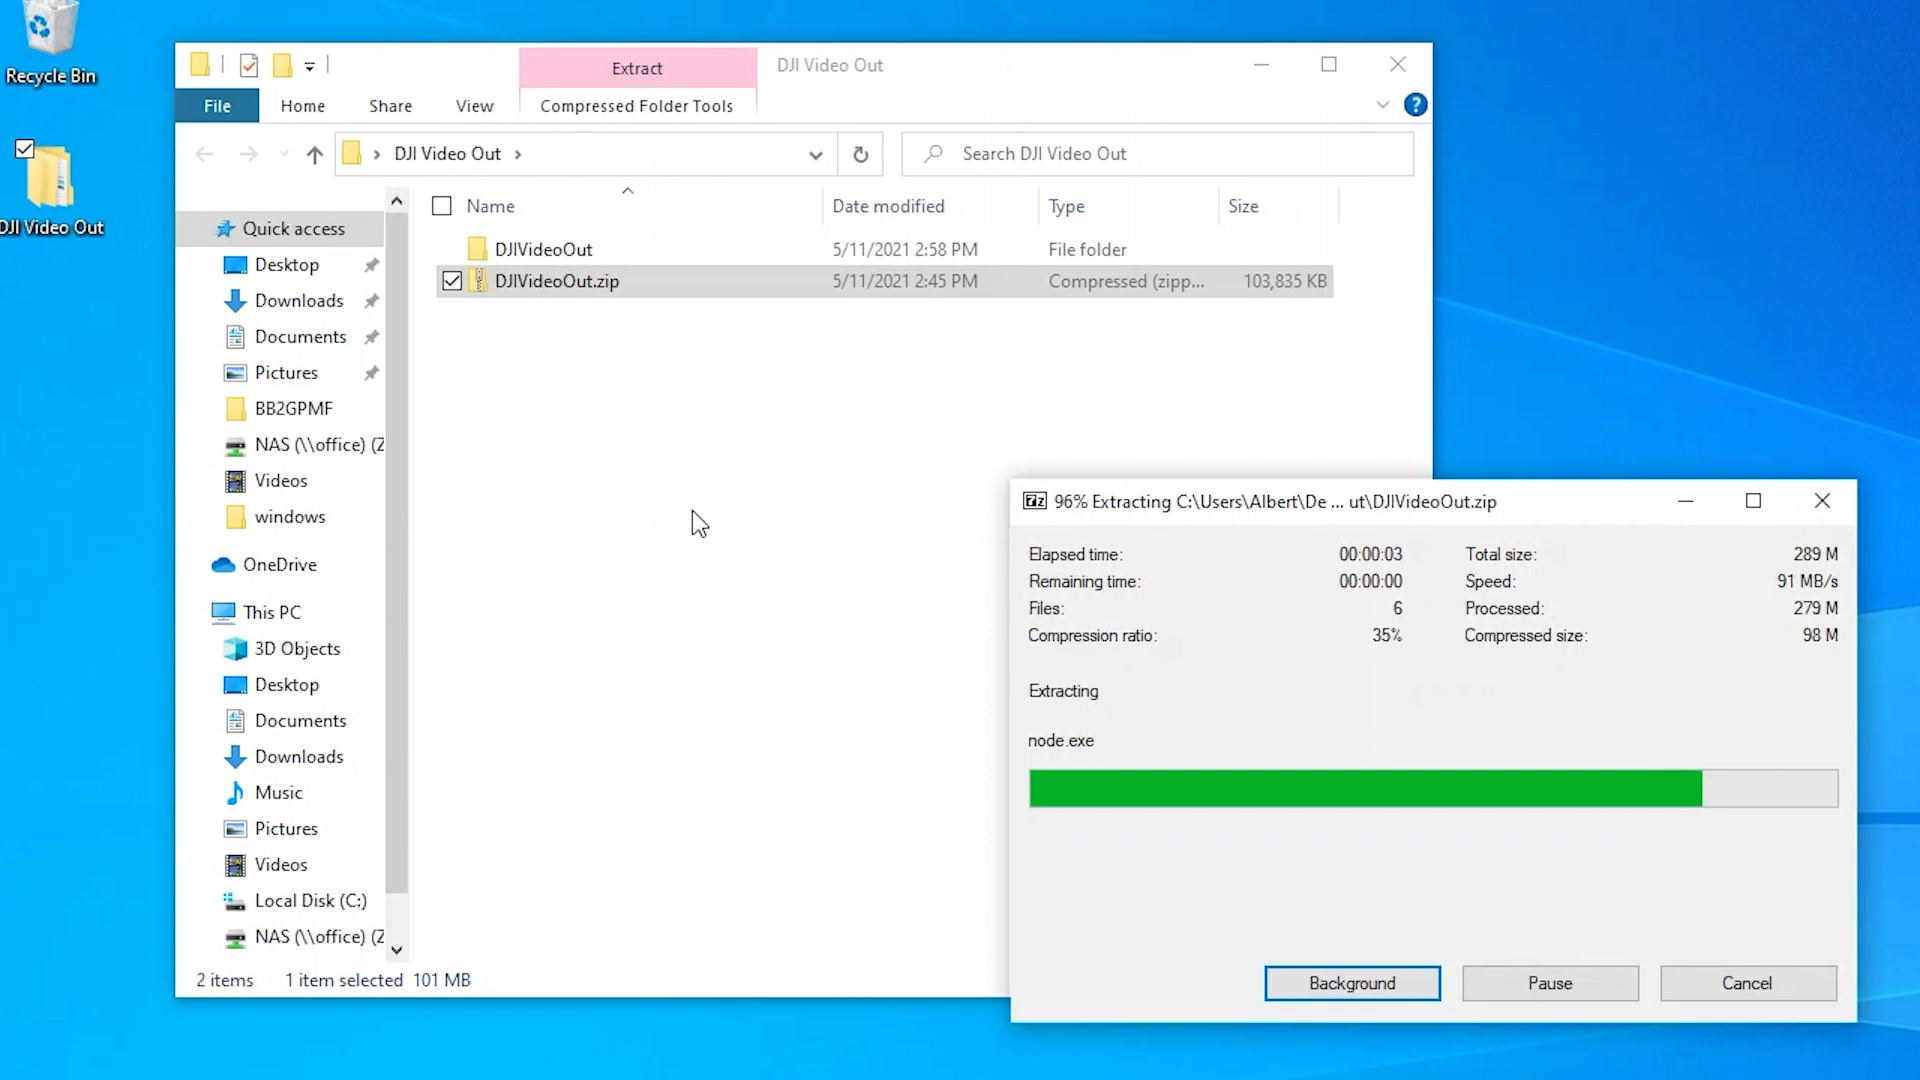 Recycle Bin
DJI Video Out
Extract
DJI Video Out
File
Home
Share
View
Compressed Folder Tools
?
DJI Video Out
Search DJI Video Out
Name
Date modified
Type
Size
DJIVideoOut
5/11/2021 2:58 PM
File folder
DJIVideoOut.zip
5/11/2021 2:45 PM
Compressed (zipp...
103,835 KB
Quick access
Desktop
Downloads
Documents
Pictures
BB2GPMF
NAS (\\office) (Z
Videos
windows
OneDrive
This PC
3D Objects
Desktop
Documents
Downloads
Music
Pictures
Videos
Local Disk (C:)
NAS (\\office) (Z
2 items
1 item selected 101 MB
7z
96% Extracting C:\Users\Albert\De ... ut\DJIVideoOut.zip
Elapsed time: 00:00:03
Total size: 289 M
Remaining time: 00:00:00
Speed: 91 MB/s
Files: 6
Processed: 279 M
Compression ratio: 35%
Compressed size: 98 M
Extracting
node.exe
Background
Pause
Cancel